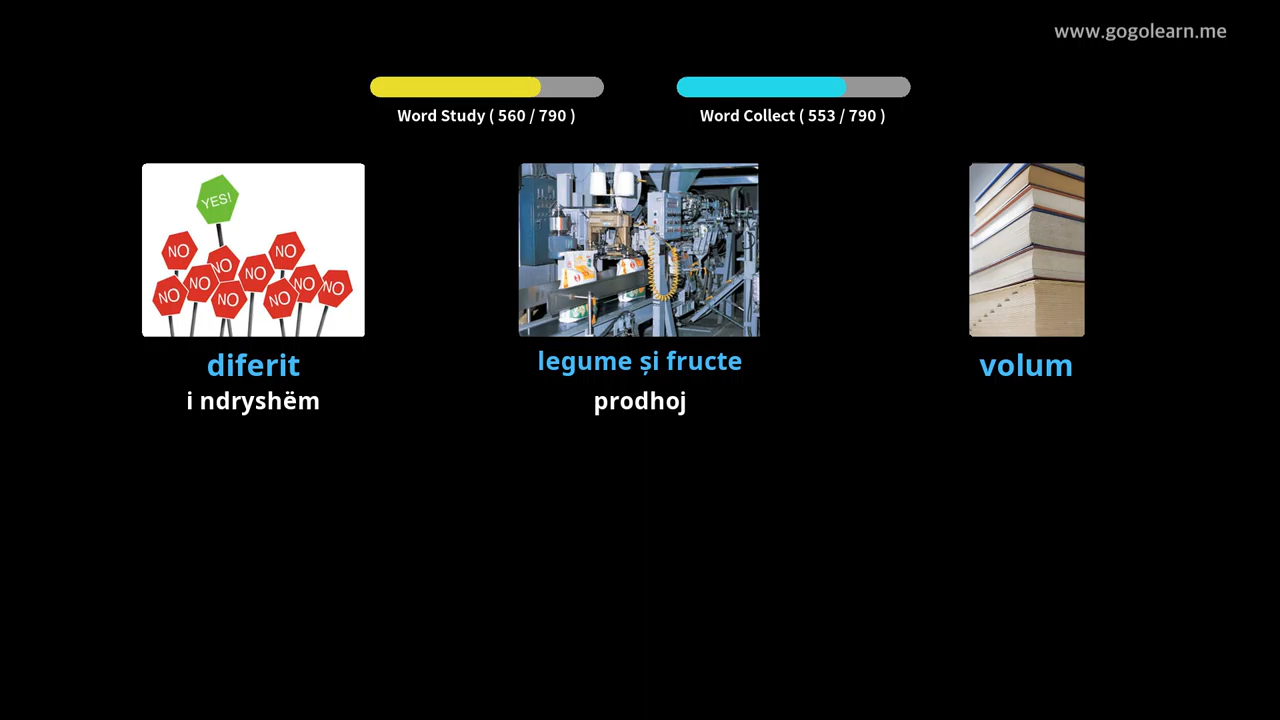 www.gogolearn.me
Word Study ( 560 / 790 )
Word Collect ( 553 / 790 )
YES!
NO
NO
NO
NO
NO
NO
NO
NO
NO
NO
diferit
legume și fructe
volum
i ndryshëm
prodhoj